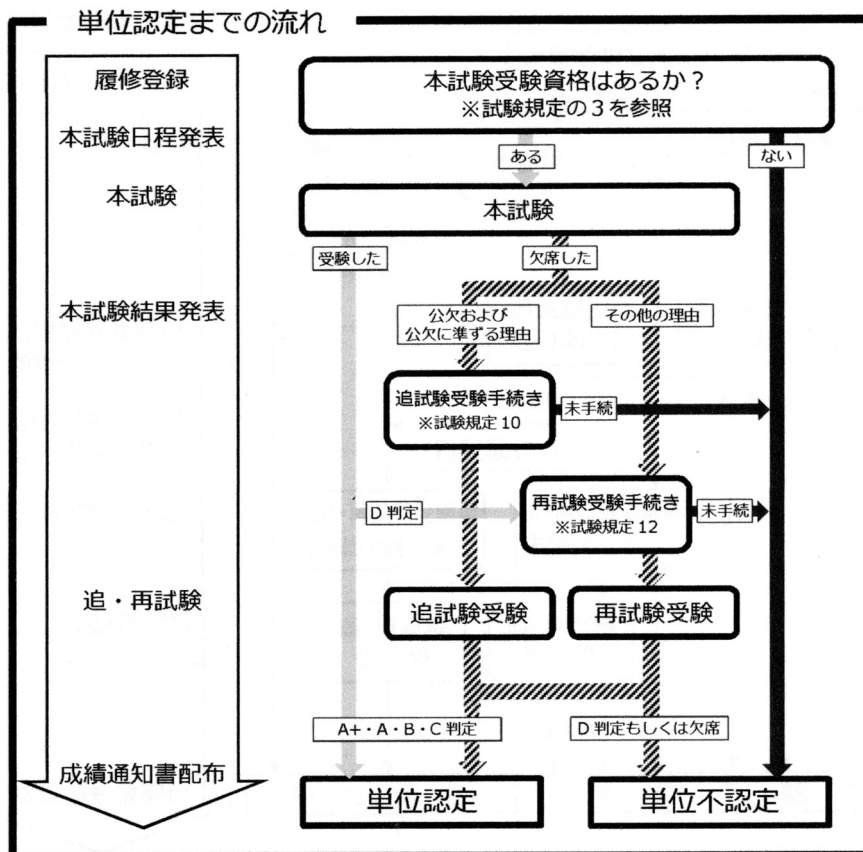 単位認定までの流れ
履修登録
本試験日程発表
本試験
本試験結果発表
追・再試験
成績通知書配布
本試験受験資格はあるか？
※試験規定の3を参照
ある
ない
本試験
受験した
欠席した
公欠および
公欠に準ずる理由
その他の理由
追試験受験手続き
※試験規定10
未手続
D判定
再試験受験手続き
※試験規定12
未手続
追試験受験
再試験受験
A+・A・B・C判定
D判定もしくは欠席
単位認定
単位不認定